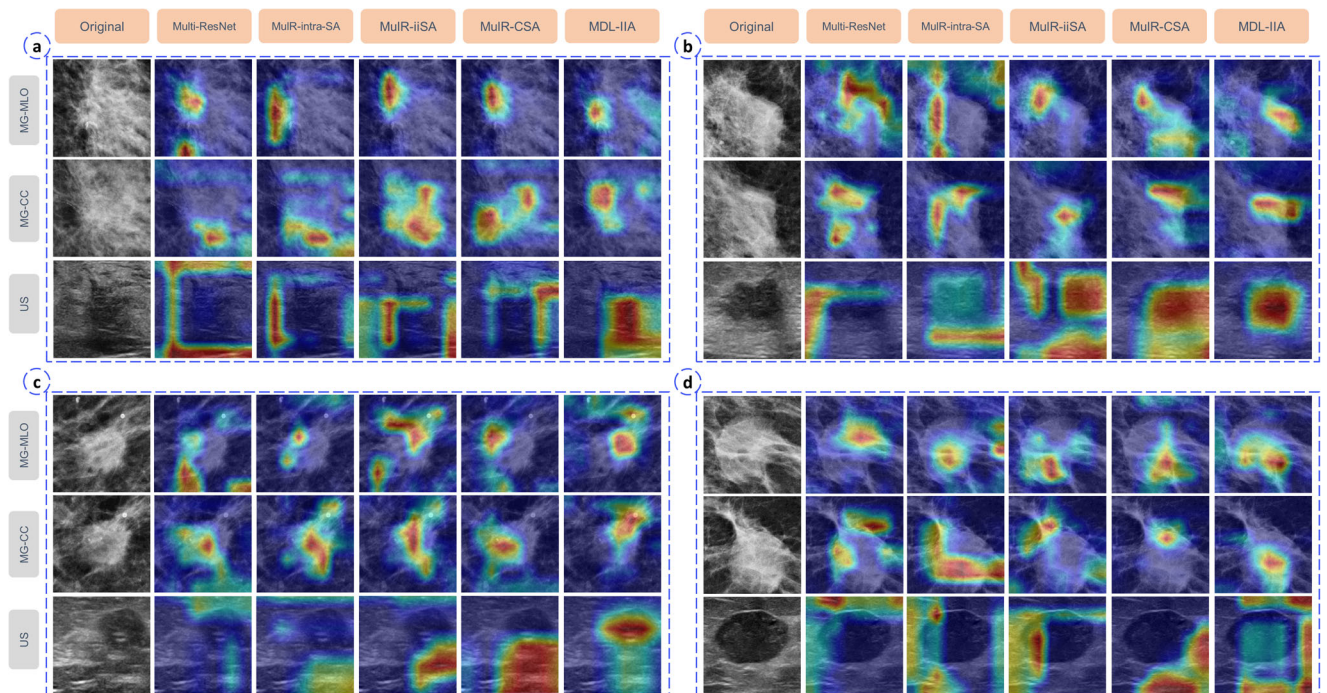 Original Multi-ResNet MulR-intra-SA MulR-iiSA MulR-CSA MDL-IIA
Original Multi-ResNet MulR-intra-SA MulR-iiSA MulR-CSA MDL-IIA
a
b
MG-MLO
MG-CC
US
c
d
MG-MLO
MG-CC
US